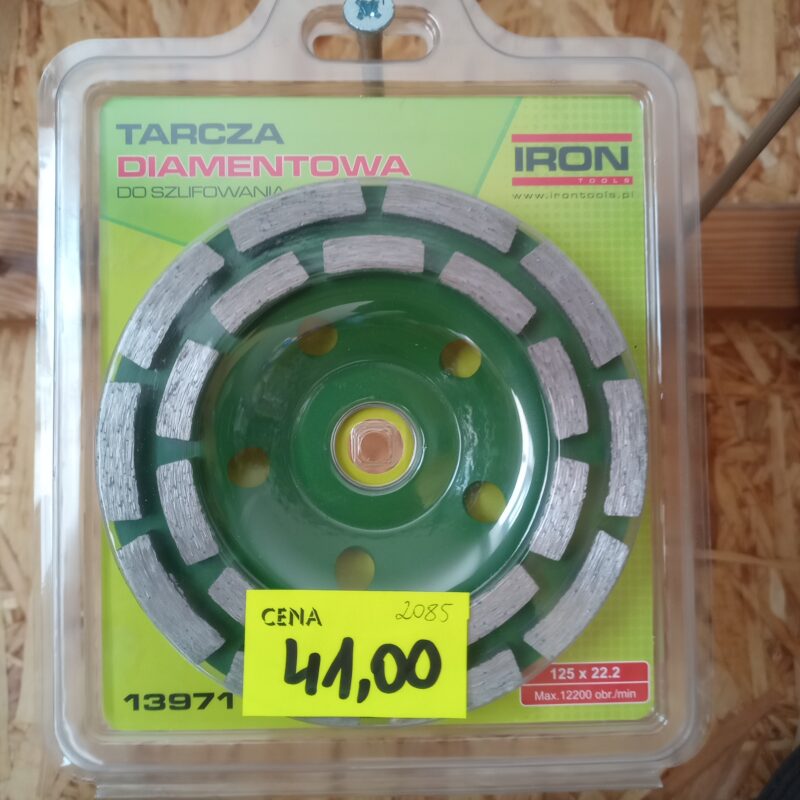 TARCZA
DIAMENTOWA
DO SZLIFOWANIA
IRON
TOOLS
www.irontools.pl
CENA
2085
41,00
13971
125 x 22.2
Max.12200 obr./min